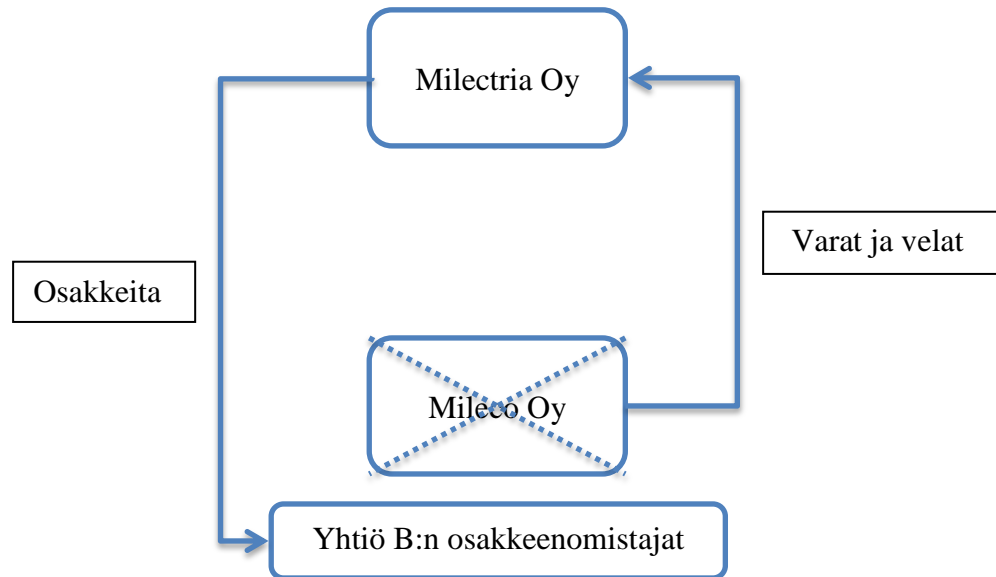 Milectria Oy
Varat ja velat
Osakkeita
Mileco Oy
Yhtiö B:n osakkeenomistajat